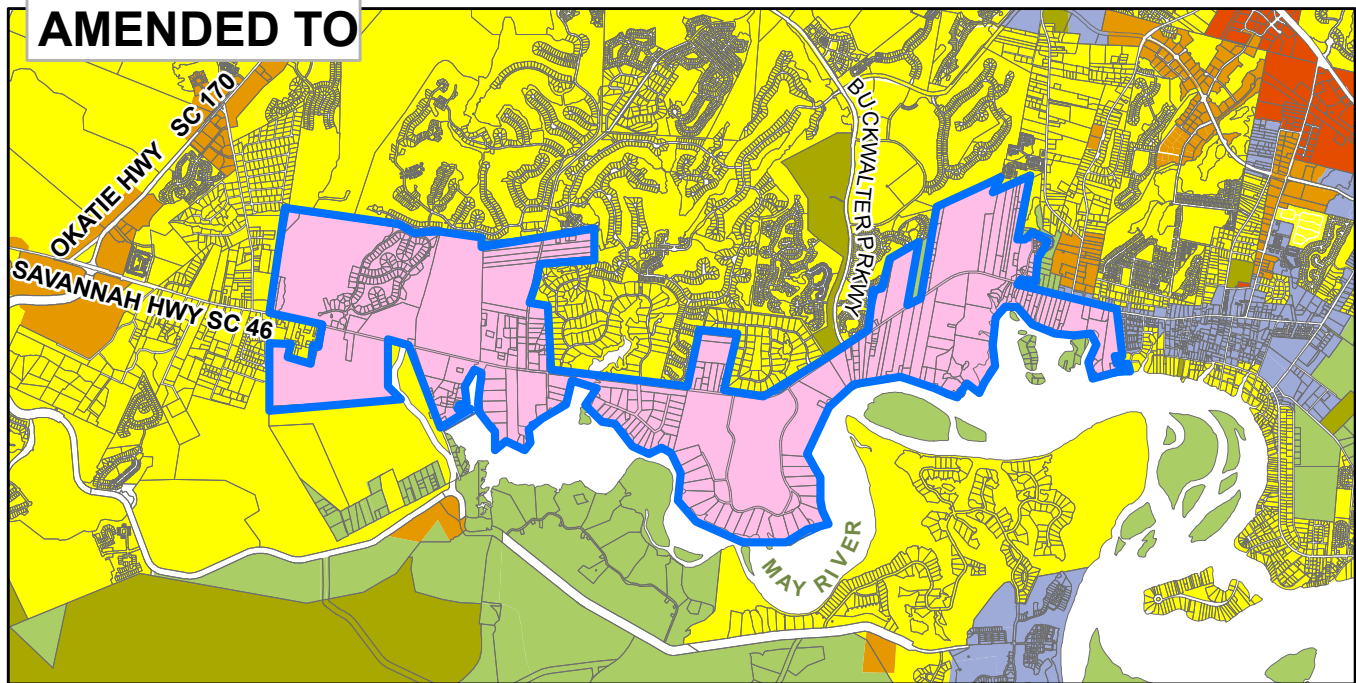 AMENDED TO
OKATIE HWY SC 170
BUCKWALTER PRKWY
SAVANNAH HWY SC 46
MAY RIVER